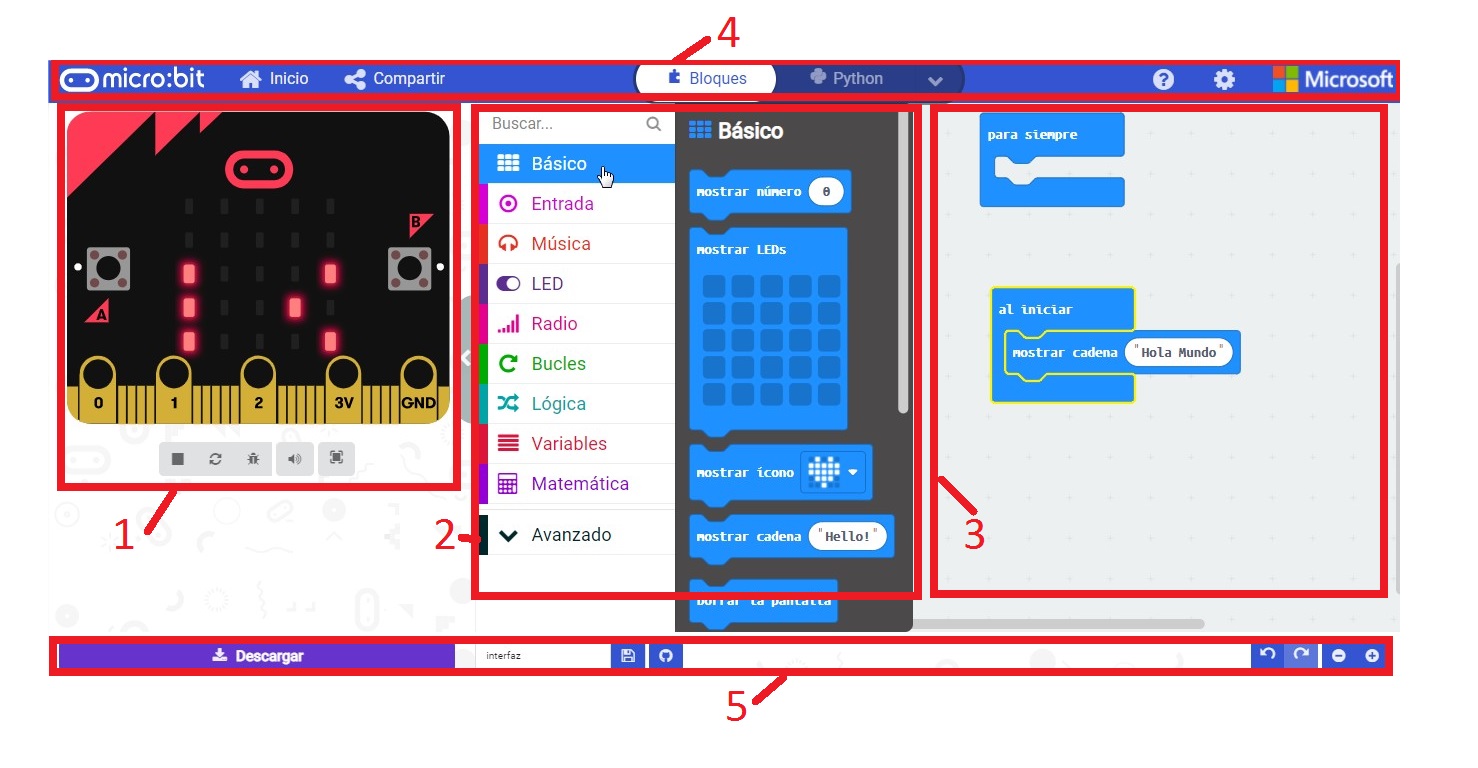 4
micro:bit Inicio Compartir Bloques Python ? Microsoft
Buscar...
Básico
Entrada
Música
LED
Radio
Bucles
Lógica
Variables
Matemática
Avanzado
Básico
mostrar número 0
mostrar LEDs
mostrar ícono
mostrar cadena "Hello!"
borrar la pantalla
para siempre
al iniciar
mostrar cadena "Hola Mundo"
B
A
0 1 2 3V GND
1
2
3
Descargar interfaz
5